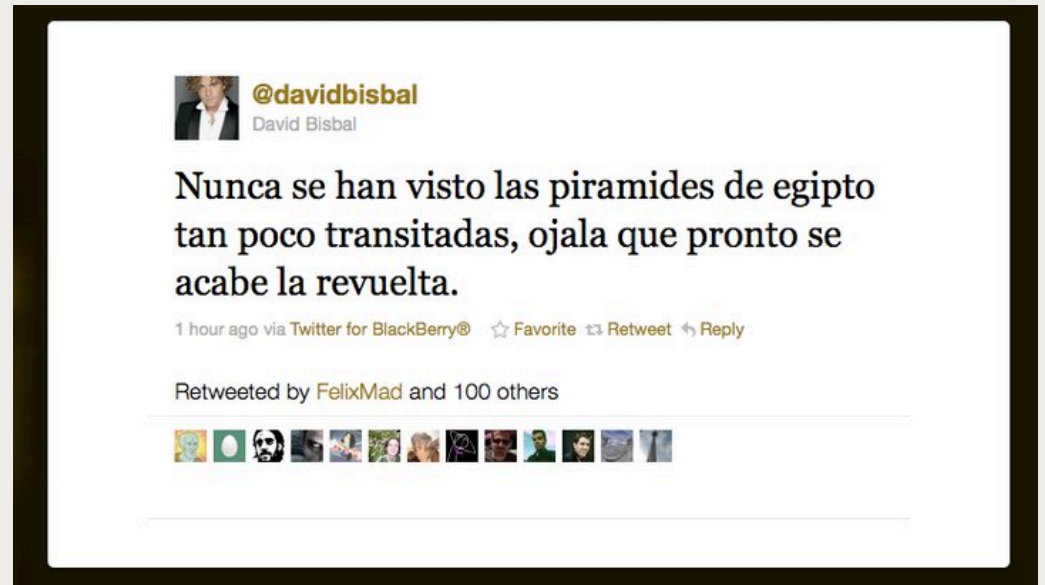 @davidbisbal
David Bisbal
Nunca se han visto las piramides de egipto
tan poco transitadas, ojala que pronto se
acabe la revuelta.
1 hour ago via Twitter for BlackBerry® Favorite Retweet Reply
Retweeted by FelixMad and 100 others